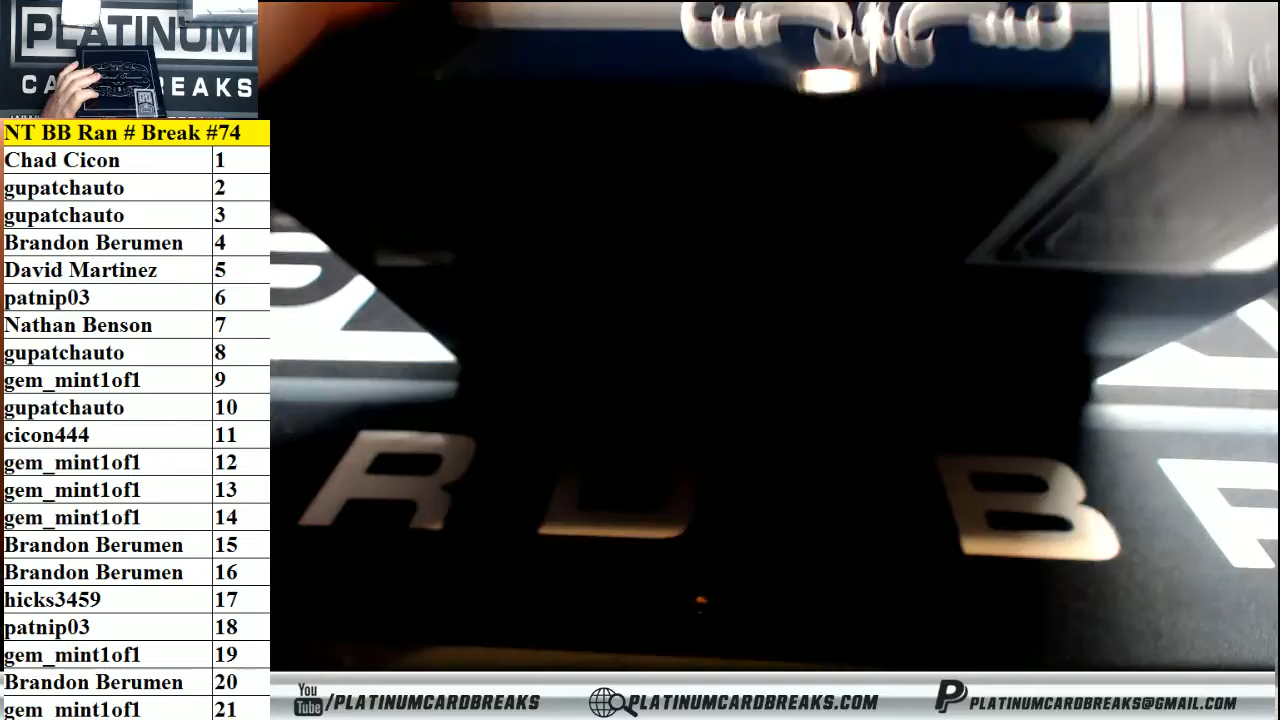 PLATINUM
CA BREAKS
NT BB Ran # Break #74
Chad Cicon 1
gupatchauto 2
gupatchauto 3
Brandon Berumen 4
David Martinez 5
patnip03 6
Nathan Benson 7
gupatchauto 8
gem_mint1of1 9
gupatchauto 10
cicon444 11
gem_mint1of1 12
gem_mint1of1 13
gem_mint1of1 14
Brandon Berumen 15
Brandon Berumen 16
hicks3459 17
patnip03 18
gem_mint1of1 19
Brandon Berumen 20
gem_mint1of1 21
R D B R
You Tube /PLATINUMCARDBREAKS PLATINUMCARDBREAKS.COM PLATINUMCARDBREAKS@GMAIL.COM